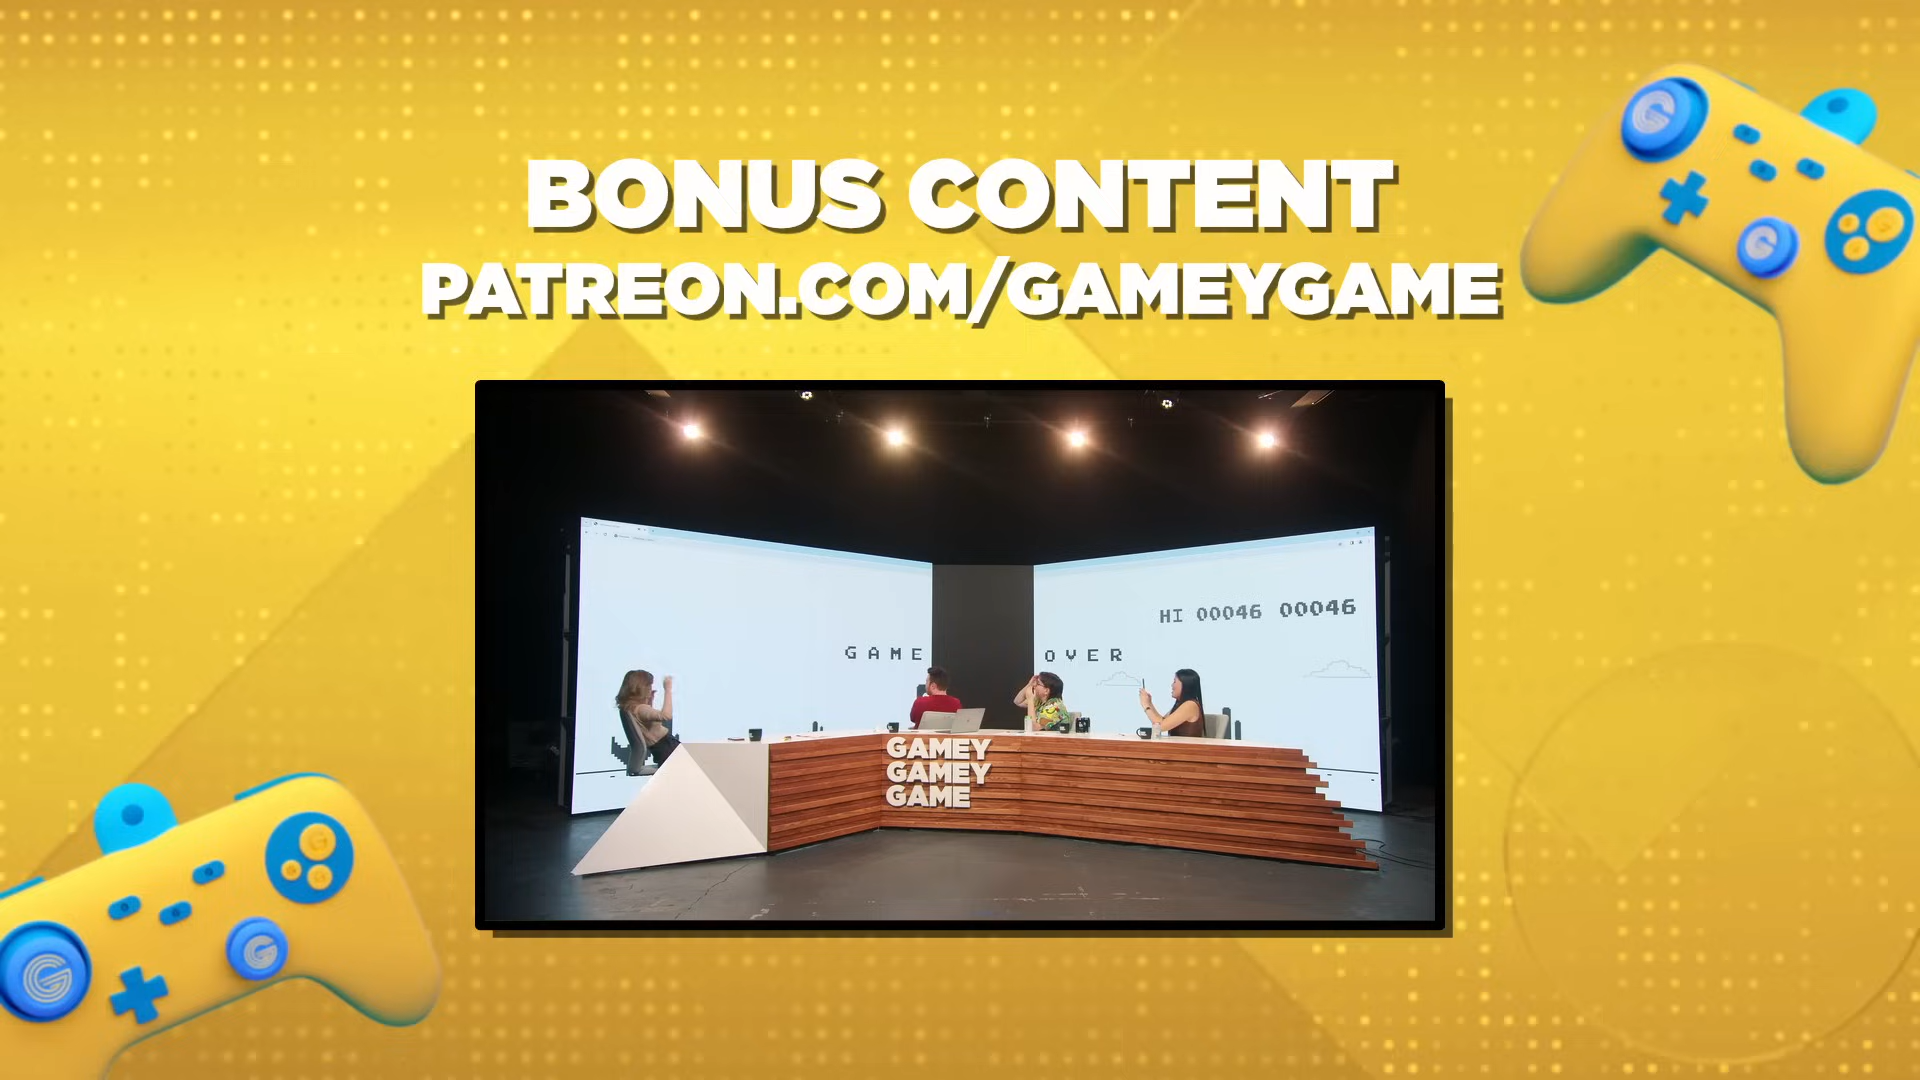 BONUS CONTENT
PATREON.COM/GAMEYGAME
HI 00046 00046
GAME OVER
GAMEY
GAMEY
GAME